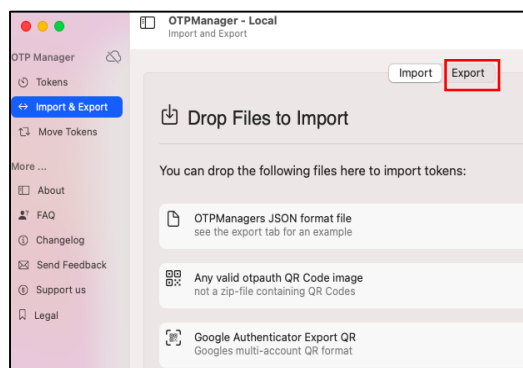 OTPManager - Local
Import and Export
OTP Manager
Tokens
Import & Export
Move Tokens
More ...
About
FAQ
Changelog
Send Feedback
Support us
Legal
Import
Export
Drop Files to Import
You can drop the following files here to import tokens:
OTPManagers JSON format file
see the export tab for an example
Any valid otpauth QR Code image
not a zip-file containing QR Codes
Google Authenticator Export QR
Googles multi-account QR format